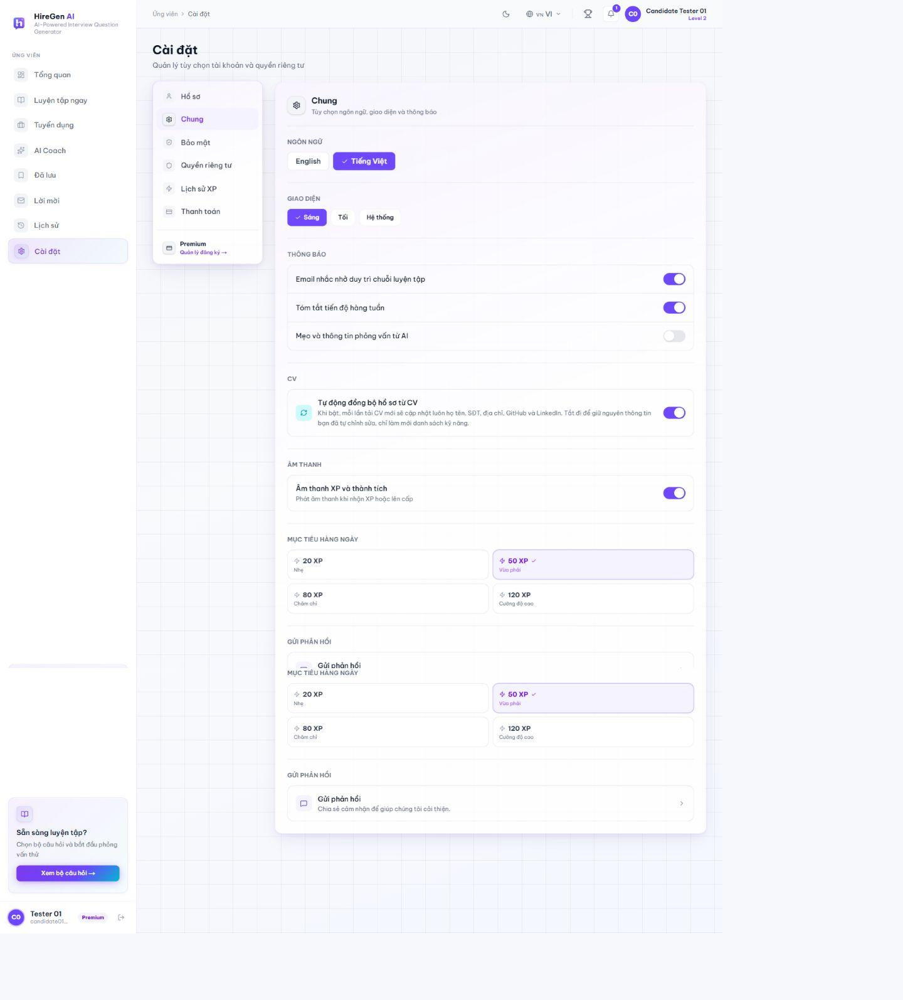 HireGen AI
AI-Powered Interview Question
Generator
ỨNG VIÊN
Tổng quan
Luyện tập ngay
Tuyển dụng
AI Coach
Đã lưu
Lời mời
Lịch sử
Cài đặt
Sẵn sàng luyện tập?
Chọn bộ câu hỏi và bắt đầu phỏng
vấn thử
Xem bộ câu hỏi →
C0
Tester 01
candidate01...
Premium
Ứng viên > Cài đặt
VN VI
1
C0
Candidate Tester 01
Level 2
Cài đặt
Quản lý tùy chọn tài khoản và quyền riêng tư
Hồ sơ
Chung
Bảo mật
Quyền riêng tư
Lịch sử XP
Thanh toán
Premium
Quản lý đăng ký →
Chung
Tùy chọn ngôn ngữ, giao diện và thông báo
NGÔN NGỮ
English
Tiếng Việt
GIAO DIỆN
Sáng
Tối
Hệ thống
THÔNG BÁO
Email nhắc nhở duy trì chuỗi luyện tập
Tóm tắt tiến độ hàng tuần
Mẹo và thông tin phỏng vấn từ AI
CV
Tự động đồng bộ hồ sơ từ CV
Khi bật, mỗi lần tải CV mới sẽ cập nhật luôn họ tên, SĐT, địa chỉ, GitHub và LinkedIn. Tắt đi để giữ nguyên thông tin
bạn đã tự chỉnh sửa, chỉ làm mới danh sách kỹ năng.
ÂM THANH
Âm thanh XP và thành tích
Phát âm thanh khi nhận XP hoặc lên cấp
MỤC TIÊU HÀNG NGÀY
20 XP
Nhẹ
50 XP
Vừa phải
80 XP
Chăm chỉ
120 XP
Cường độ cao
GỬI PHẢN HỒI
Gửi phản hồi
MỤC TIÊU HÀNG NGÀY
20 XP
Nhẹ
50 XP
Vừa phải
80 XP
Chăm chỉ
120 XP
Cường độ cao
GỬI PHẢN HỒI
Gửi phản hồi
Chia sẻ cảm nhận để giúp chúng tôi cải thiện.